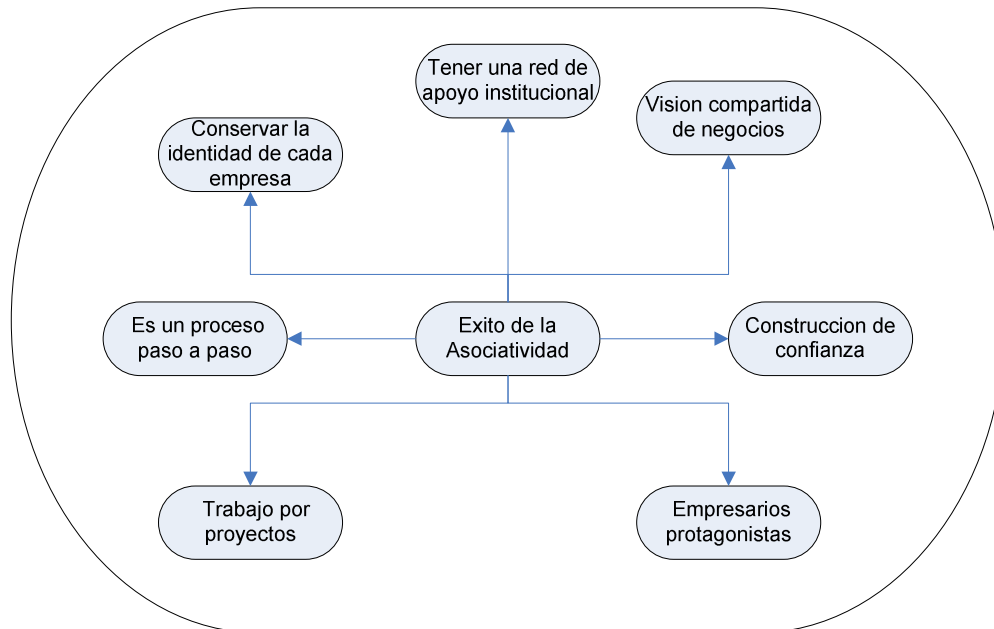 Tener una red de
apoyo institucional
Vision compartida
de negocios
Conservar la
identidad de cada
empresa
Es un proceso
paso a paso
Exito de la
Asociatividad
Construccion de
confianza
Trabajo por
proyectos
Empresarios
protagonistas